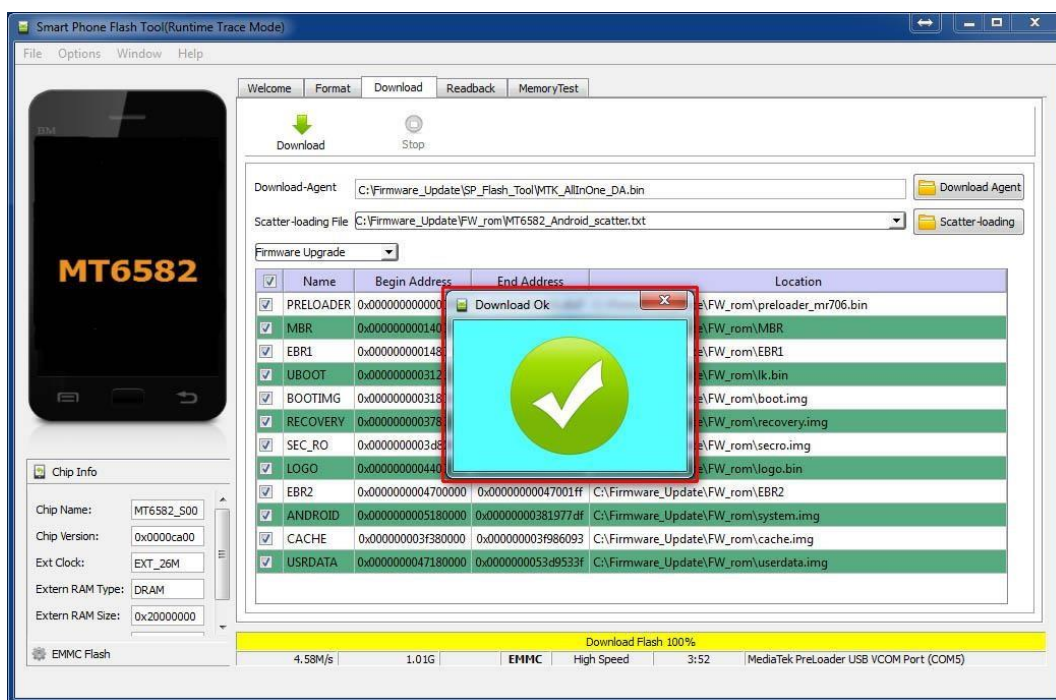 Smart Phone Flash Tool(Runtime Trace Mode)
File Options Window Help
Welcome Format Download Readback MemoryTest
BM
Download Stop
Download-Agent C:\Firmware_Update\SP_Flash_Tool\MTK_AllInOne_DA.bin Download Agent
Scatter-loading File C:\Firmware_Update\FW_rom\MT6582_Android_scatter.txt Scatter-loading
Firmware Upgrade
MT6582
Name Begin Address End Address Location
Download Ok
PRELOADER 0x000000000000 \FW_rom\preloader_mr706.bin
MBR \FW_rom\MBR
EBR1 \FW_rom\EBR1
UBOOT \FW_rom\lk.bin
BOOTIMG \FW_rom\boot.img
RECOVERY \FW_rom\recovery.img
SEC_RO \FW_rom\secro.img
LOGO \FW_rom\logo.bin
EBR2 0x0000000004700000 0x00000000047001ff C:\Firmware_Update\FW_rom\EBR2
ANDROID 0x0000000005180000 0x00000000381977df C:\Firmware_Update\FW_rom\system.img
CACHE 0x000000003f380000 0x000000003f986093 C:\Firmware_Update\FW_rom\cache.img
USRDATA 0x0000000047180000 0x0000000053d9533f C:\Firmware_Update\FW_rom\userdata.img
Chip Info
Chip Name: MT6582_S00
Chip Version: 0x0000ca00
Ext Clock: EXT_26M
Extern RAM Type: DRAM
Extern RAM Size: 0x20000000
EMMC Flash
Download Flash 100%
4.58M/s 1.01G EMMC High Speed 3:52 MediaTek PreLoader USB VCOM Port (COM5)